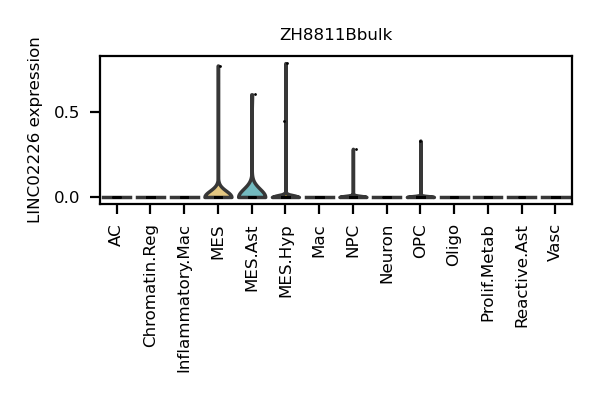 ZH8811Bbulk
LINC02226 expression
0.5
0.0
AC
Chromatin.Reg
Inflammatory.Mac
MES
MES.Ast
MES.Hyp
Mac
NPC
Neuron
OPC
Oligo
Prolif.Metab
Reactive.Ast
Vasc